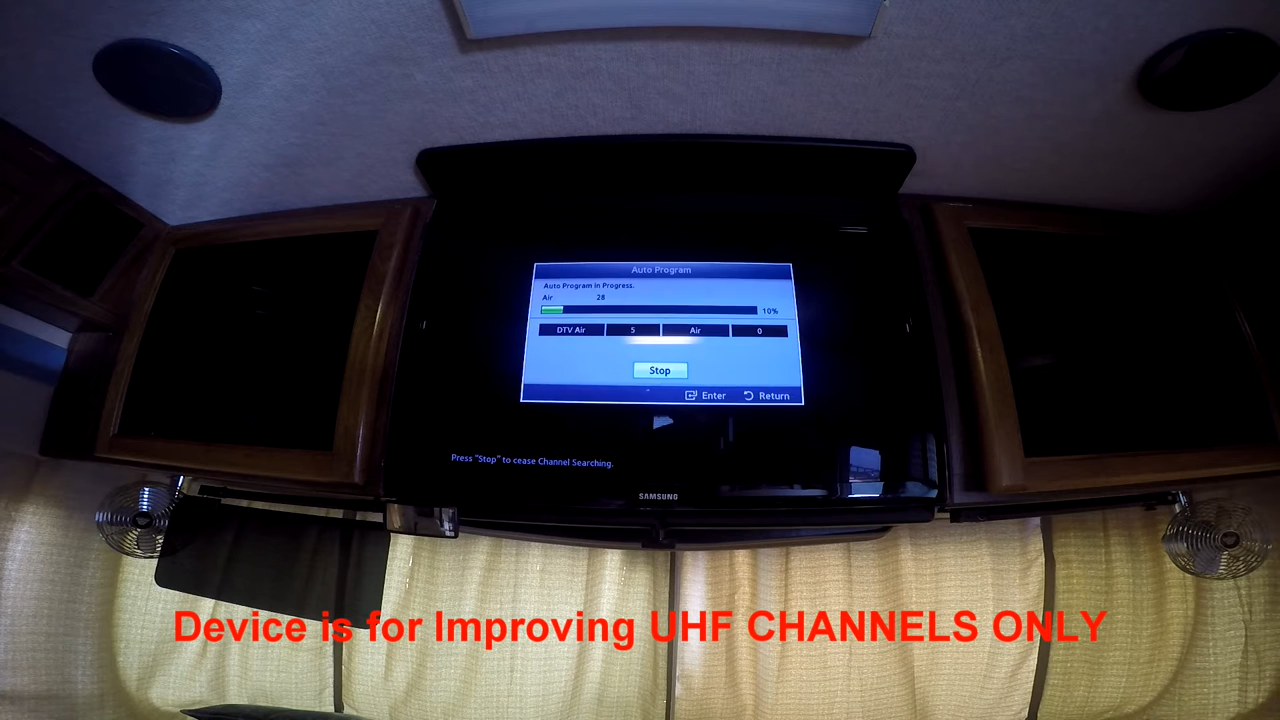 Auto Program
Auto Program in Progress.
Air 28
10%
DTV Air 5 Air 0
Stop
Enter Return
Press "Stop" to cease Channel Searching.
SAMSUNG
Device is for Improving UHF CHANNELS ONLY